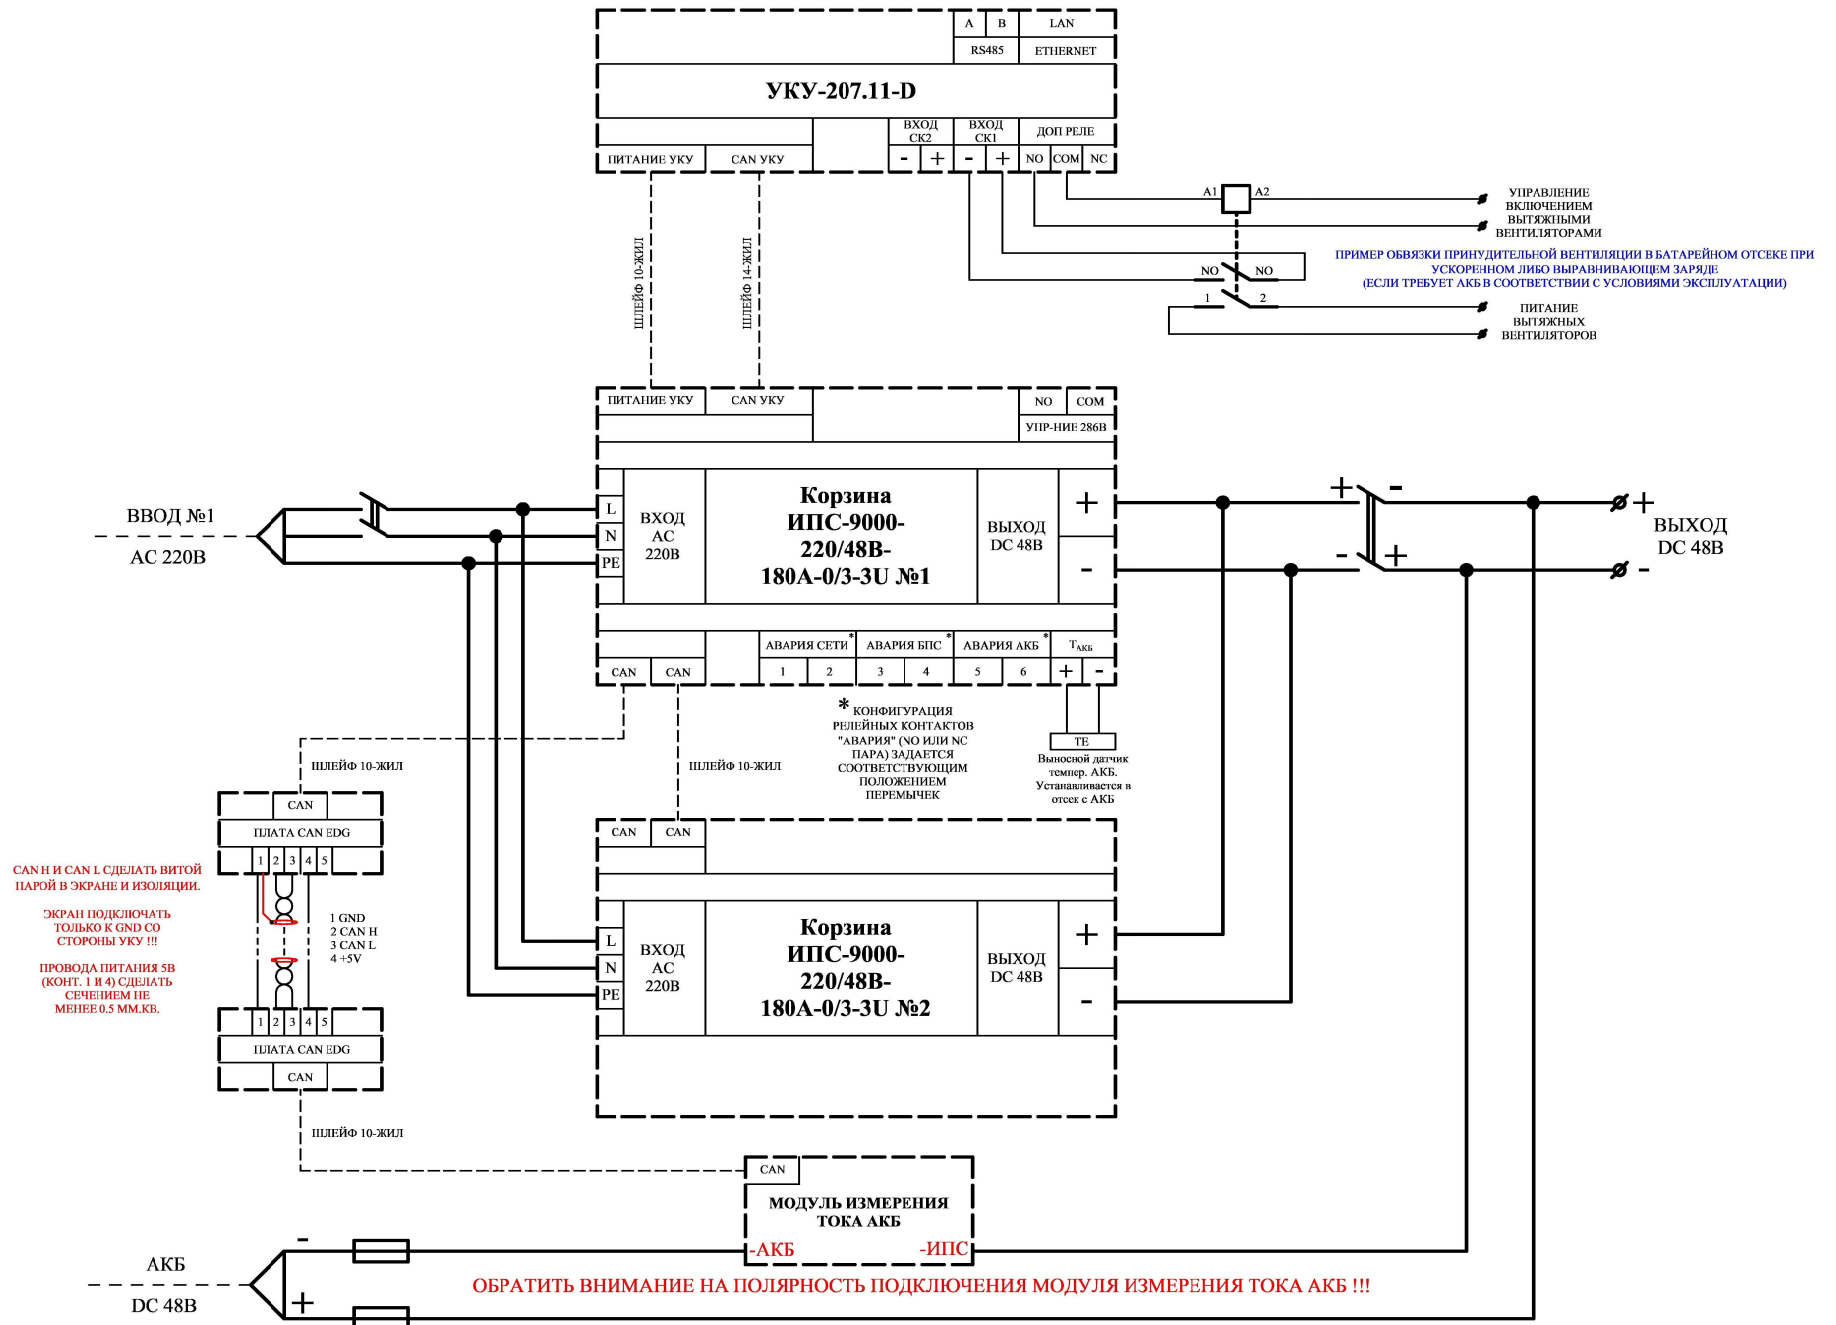 A B LAN
RS485 ETHERNET
УКУ-207.11-D
ВХОД СК2
ВХОД СК1
ДОП РЕЛЕ
ПИТАНИЕ УКУ CAN УКУ - + - + NO COM NC
A1 A2
УПРАВЛЕНИЕ
ВКЛЮЧЕНИЕМ
ВЫТЯЖНЫМИ
ВЕНТИЛЯТОРАМИ
ШЛЕЙФ 10-ЖИЛ
ШЛЕЙФ 14-ЖИЛ
ПРИМЕР ОБВЯЗКИ ПРИНУДИТЕЛЬНОЙ ВЕНТИЛЯЦИИ В БАТАРЕЙНОМ ОТСЕКЕ ПРИ
УСКОРЕННОМ ЛИБО ВЫРАВНИВАЮЩЕМ ЗАРЯДЕ
(ЕСЛИ ТРЕБУЕТ АКБ В СООТВЕТСТВИИ С УСЛОВИЯМИ ЭКСПЛУАТАЦИИ)
NO NO
1 2
ПИТАНИЕ
ВЫТЯЖНЫХ
ВЕНТИЛЯТОРОВ
ПИТАНИЕ УКУ CAN УКУ NO COM
УПР-НИЕ 286В
ВВОД №1
AC 220В
L
N
PE
ВХОД
AC
220В
Корзина
ИПС-9000-
220/48В-
180А-0/3-3U №1
ВЫХОД
DC 48В
+
-
+ -
- +
+
-
ВЫХОД
DC 48В
АВАРИЯ СЕТИ* АВАРИЯ БПС* АВАРИЯ АКБ* TАКБ
CAN CAN 1 2 3 4 5 6 + -
* КОНФИГУРАЦИЯ
РЕЛЕЙНЫХ КОНТАКТОВ
"АВАРИЯ" (NO ИЛИ NC
ПАРА) ЗАДАЕТСЯ
СООТВЕТСТВУЮЩИМ
ПОЛОЖЕНИЕМ
ПЕРЕМЫЧЕК
TE
Выносной датчик
темпер. АКБ.
Устанавливается в
отсек с АКБ
ШЛЕЙФ 10-ЖИЛ
ШЛЕЙФ 10-ЖИЛ
CAN
ПЛАТА CAN EDG
1 2 3 4 5
CAN H И CAN L СДЕЛАТЬ ВИТОЙ
ПАРОЙ В ЭКРАНЕ И ИЗОЛЯЦИИ.
ЭКРАН ПОДКЛЮЧАТЬ
ТОЛЬКО К GND СО
СТОРОНЫ УКУ !!!
ПРОВОДА ПИТАНИЯ 5В
(КОНТ. 1 И 4) СДЕЛАТЬ
СЕЧЕНИЕМ НЕ
МЕНЕЕ 0.5 ММ.КВ.
1 GND
2 CAN H
3 CAN L
4 +5V
1 2 3 4 5
ПЛАТА CAN EDG
CAN
CAN CAN
L
N
PE
ВХОД
AC
220В
Корзина
ИПС-9000-
220/48В-
180А-0/3-3U №2
ВЫХОД
DC 48В
+
-
ШЛЕЙФ 10-ЖИЛ
CAN
МОДУЛЬ ИЗМЕРЕНИЯ
ТОКА АКБ
-АКБ -ИПС
АКБ
DC 48В
-
+
ОБРАТИТЬ ВНИМАНИЕ НА ПОЛЯРНОСТЬ ПОДКЛЮЧЕНИЯ МОДУЛЯ ИЗМЕРЕНИЯ ТОКА АКБ !!!